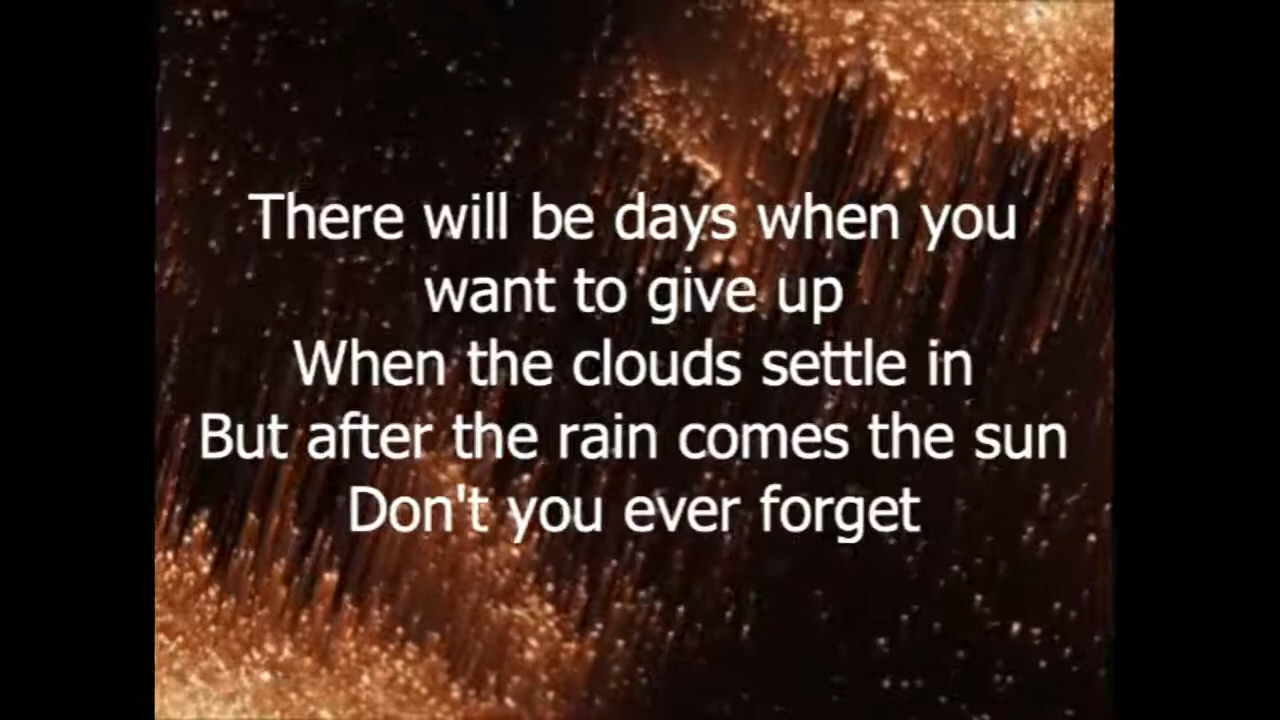 There will be days when you
want to give up
When the clouds settle in
But after the rain comes the sun
Don't you ever forget